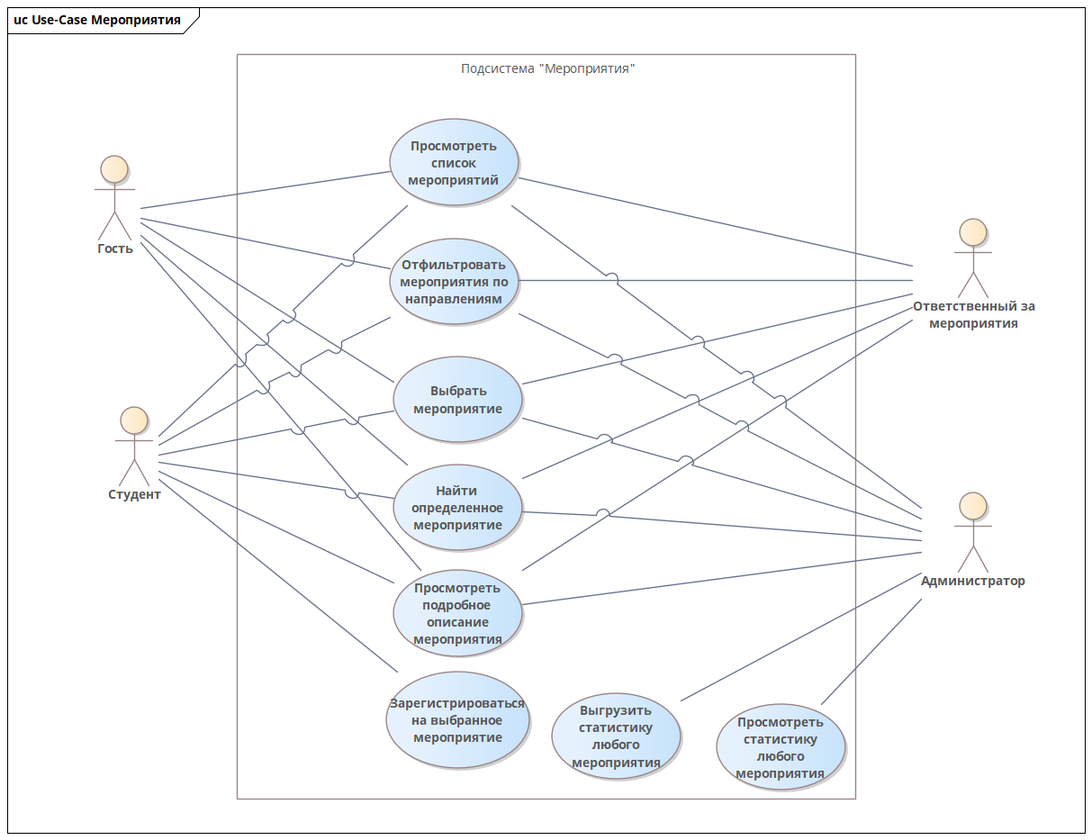 uc Use-Case Мероприятия
Подсистема "Мероприятия"
Просмотреть
список
мероприятий
Гость
Отфильтровать
мероприятия по
направлениям
Ответственный за
мероприятия
Выбрать
мероприятие
Студент
Найти
определенное
мероприятие
Администратор
Просмотреть
подробное
описание
мероприятия
Зарегистрироваться
на выбранное
мероприятие
Выгрузить
статистику
любого
мероприятия
Просмотреть
статистику
любого
мероприятия